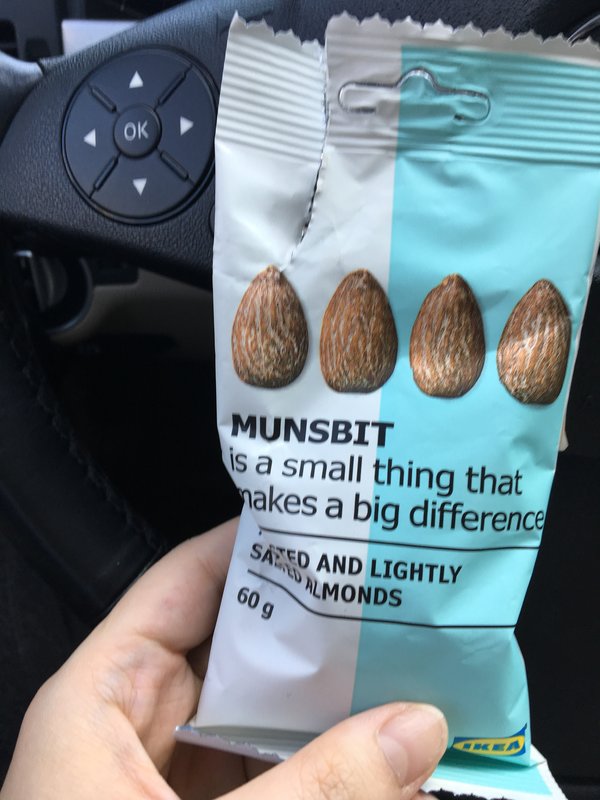 OK
MUNSBIT
is a small thing that
makes a big difference
AND LIGHTLY
SALTED ALMONDS
60 g
IKEA